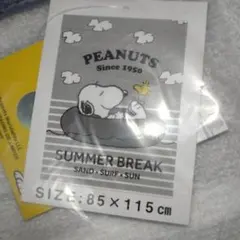 PEANUTS
Since 1950
SUMMER BREAK
SAND・SURF・SUN
SIZE:85×115cm